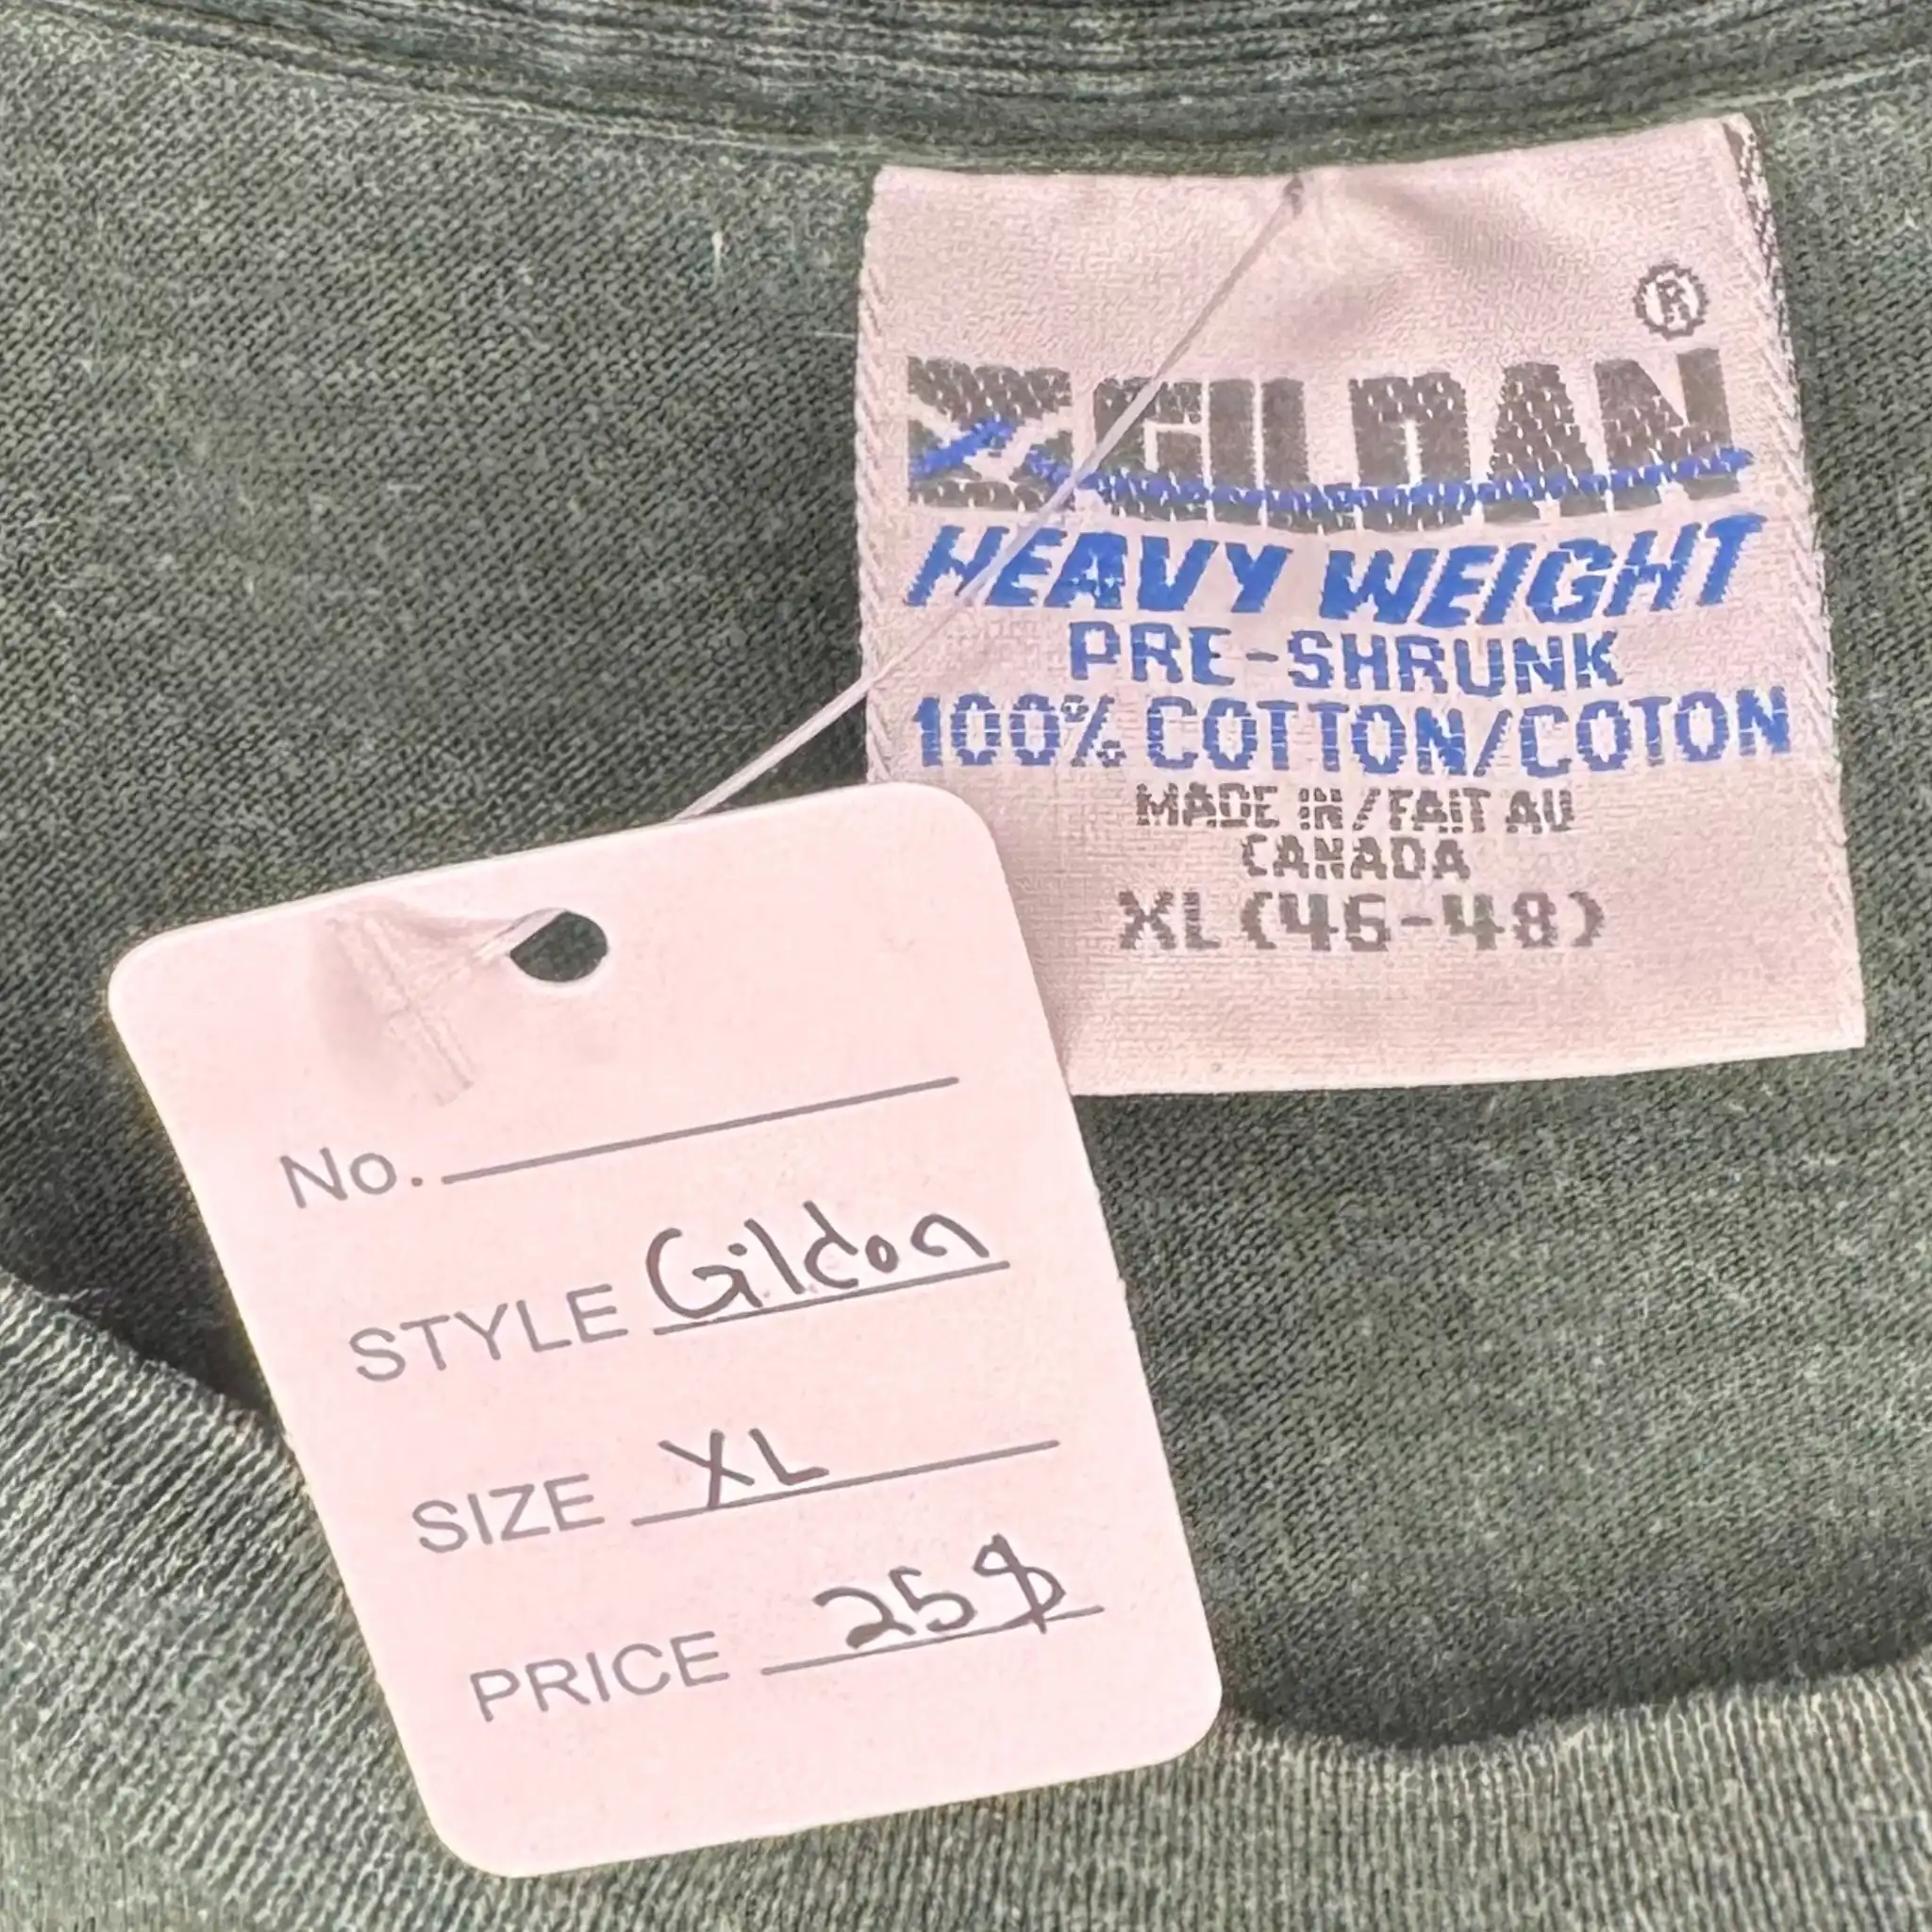 ®
GILDAN
HEAVY WEIGHT
PRE-SHRUNK
100% COTTON/COTON
MADE IN/FAIT AU
CANADA
XL (46-48)
No.
STYLE Gildon
SIZE XL
PRICE 25$